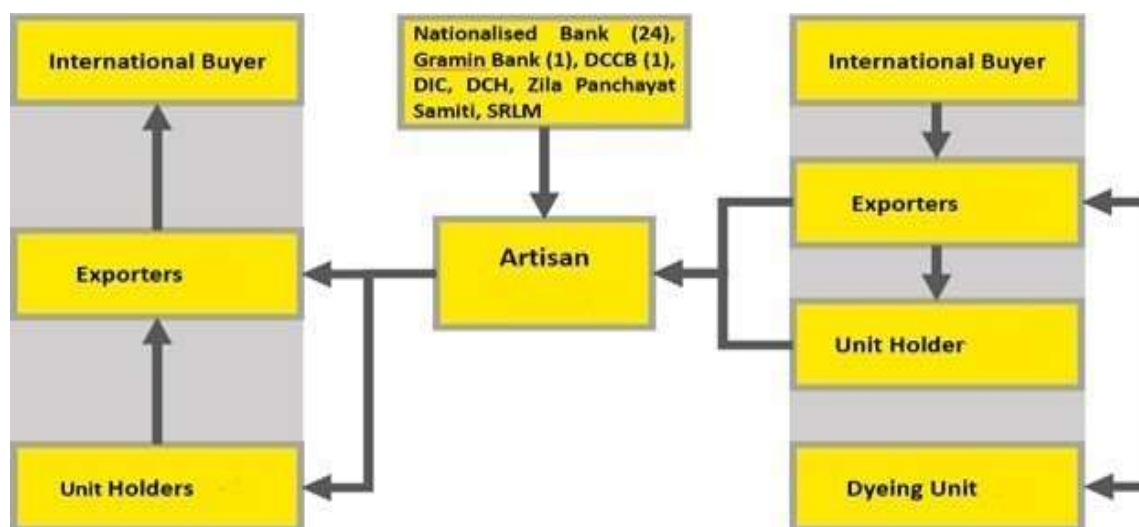 International Buyer
Nationalised Bank (24),
Gramin Bank (1), DCCB (1),
DIC, DCH, Zila Panchayat
Samiti, SRLM
International Buyer
Exporters
Artisan
Exporters
Unit Holder
Unit Holders
Dyeing Unit